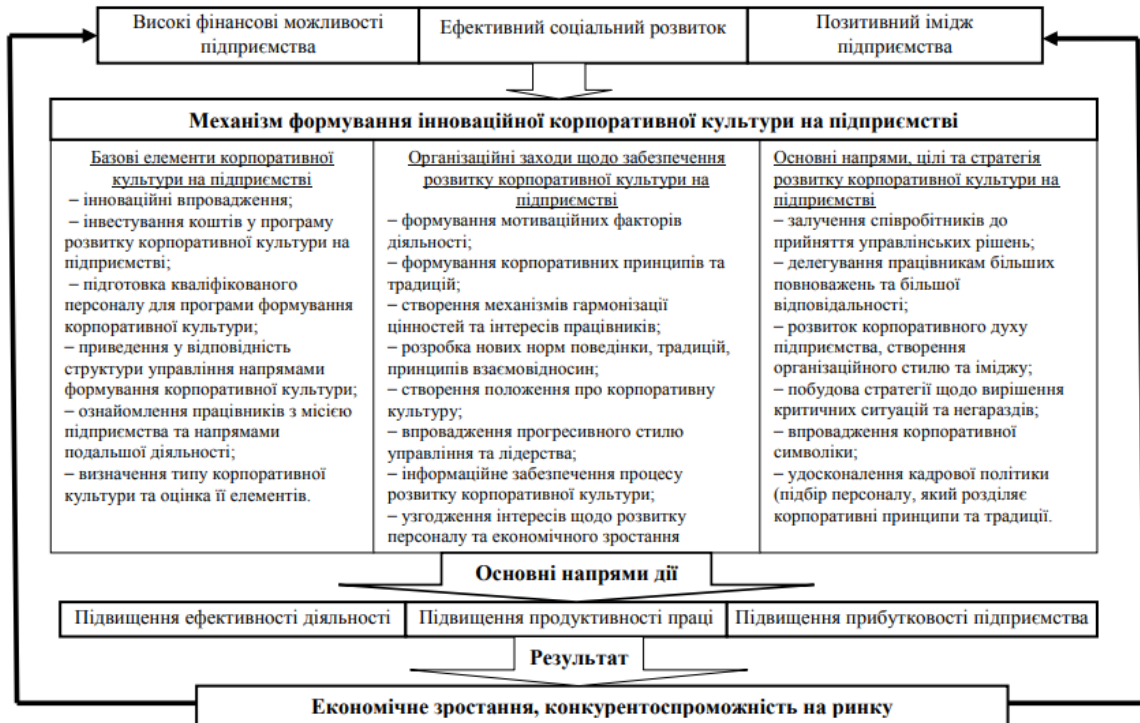 Високі фінансові можливості
підприємства
Ефективний соціальний розвиток
Позитивний імідж
підприємства
Механізм формування інноваційної корпоративної культури на підприємстві
Базові елементи корпоративної
культури на підприємстві
– інноваційні впровадження;
– інвестування коштів у програму
розвитку корпоративної культури на
підприємстві;
– підготовка кваліфікованого
персоналу для програми формування
корпоративної культури;
– приведення у відповідність
структури управління напрямами
формування корпоративної культури;
– ознайомлення працівників з місією
підприємства та напрямами
подальшої діяльності;
– визначення типу корпоративної
культури та оцінка її елементів.
Організаційні заходи щодо забезпечення
розвитку корпоративної культури на
підприємстві
– формування мотиваційних факторів
діяльності;
– формування корпоративних принципів та
традицій;
– створення механізмів гармонізації
цінностей та інтересів працівників;
– розробка нових норм поведінки, традицій,
принципів взаємовідносин;
– створення положення про корпоративну
культуру;
– впровадження прогресивного стилю
управління та лідерства;
– інформаційне забезпечення процесу
розвитку корпоративної культури;
– узгодження інтересів щодо розвитку
персоналу та економічного зростання
Основні напрями, цілі та стратегія
розвитку корпоративної культури на
підприємстві
– залучення співробітників до
прийняття управлінських рішень;
– делегування працівникам більших
повноважень та більшої
відповідальності;
– розвиток корпоративного духу
підприємства, створення
організаційного стилю та іміджу;
– побудова стратегії щодо вирішення
критичних ситуацій та негараздів;
– впровадження корпоративної
символіки;
– удосконалення кадрової політики
(підбір персоналу, який розділяє
корпоративні принципи та традиції.
Основні напрями дії
Підвищення ефективності діяльності
Підвищення продуктивності праці
Підвищення прибутковості підприємства
Результат
Економічне зростання, конкурентоспроможність на ринку